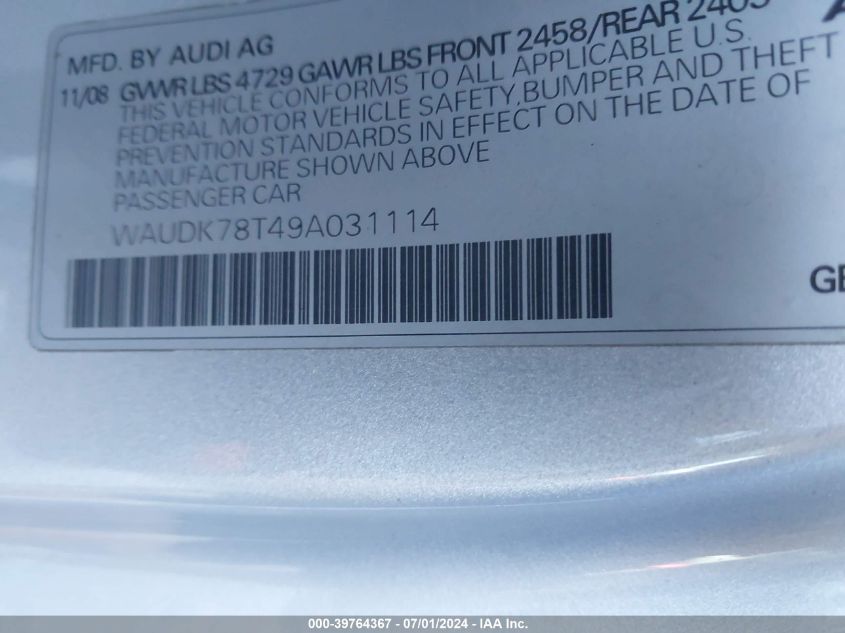 MFD. BY AUDI AG
11/08 GVWR LBS 4729 GAWR LBS FRONT 2458/REAR
THIS VEHICLE CONFORMS TO ALL APPLICABLE U.S.
FEDERAL MOTOR VEHICLE SAFETY,BUMPER AND THEFT
PREVENTION STANDARDS IN EFFECT ON THE DATE OF
MANUFACTURE SHOWN ABOVE
PASSENGER CAR
WAUDK78T49A031114
000-39764367 - 07/01/2024 - IAA Inc.